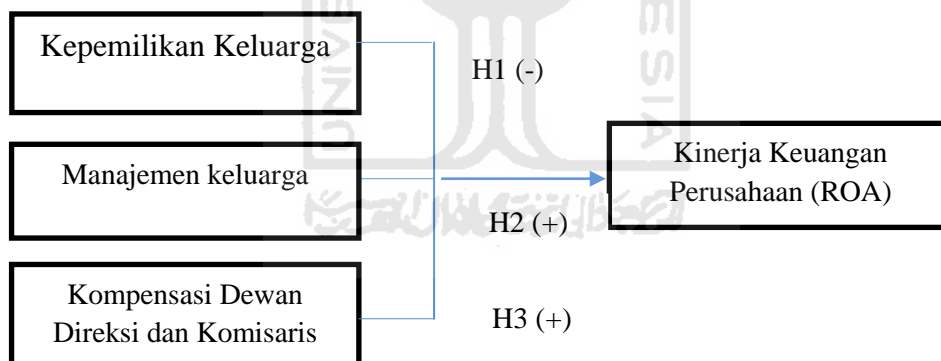 Kepemilikan Keluarga
H1 (-)
Manajemen keluarga
Kinerja Keuangan
Perusahaan (ROA)
H2 (+)
Kompensasi Dewan
Direksi dan Komisaris
H3 (+)